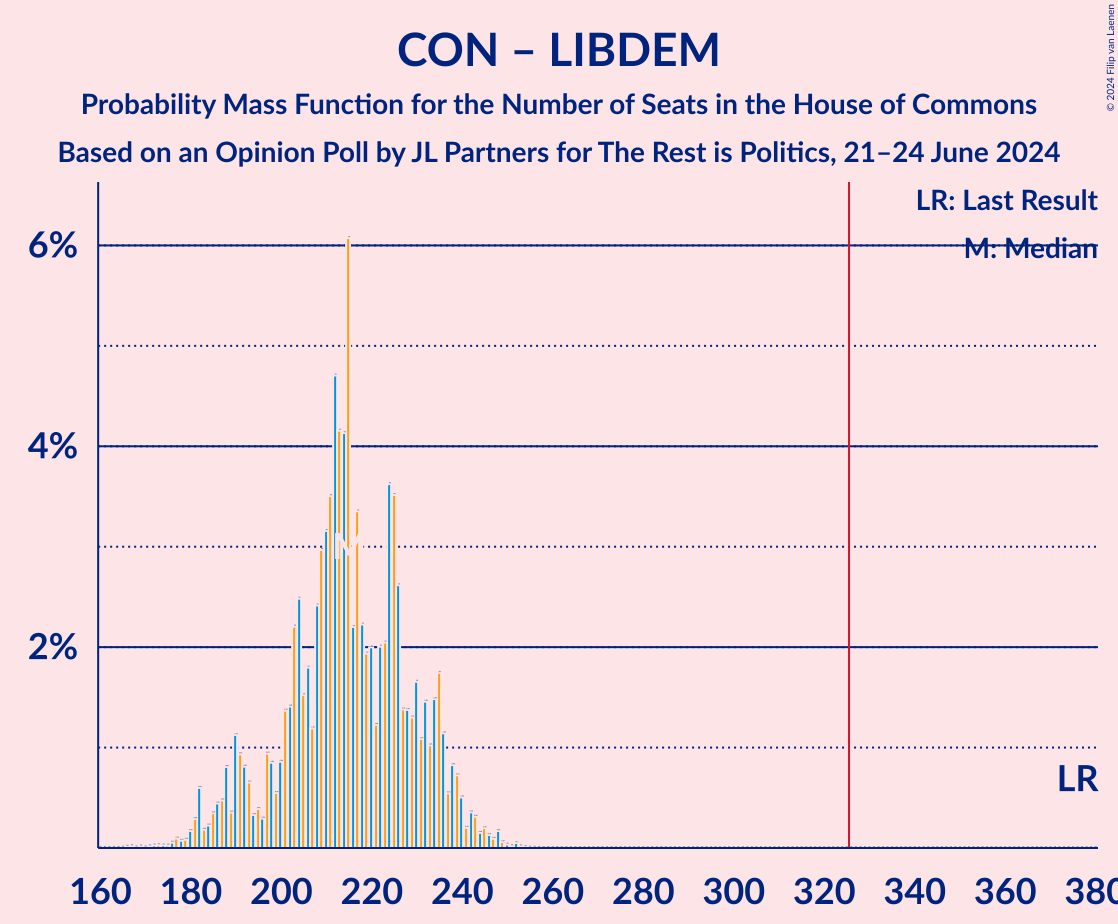 CON – LIBDEM
Probability Mass Function for the Number of Seats in the House of Commons
Based on an Opinion Poll by JL Partners for The Rest is Politics, 21–24 June 2024
© 2024 Filip van Laenen
LR: Last Result
M: Median
6%
4%
2%
M
LR
160 180 200 220 240 260 280 300 320 340 360 380